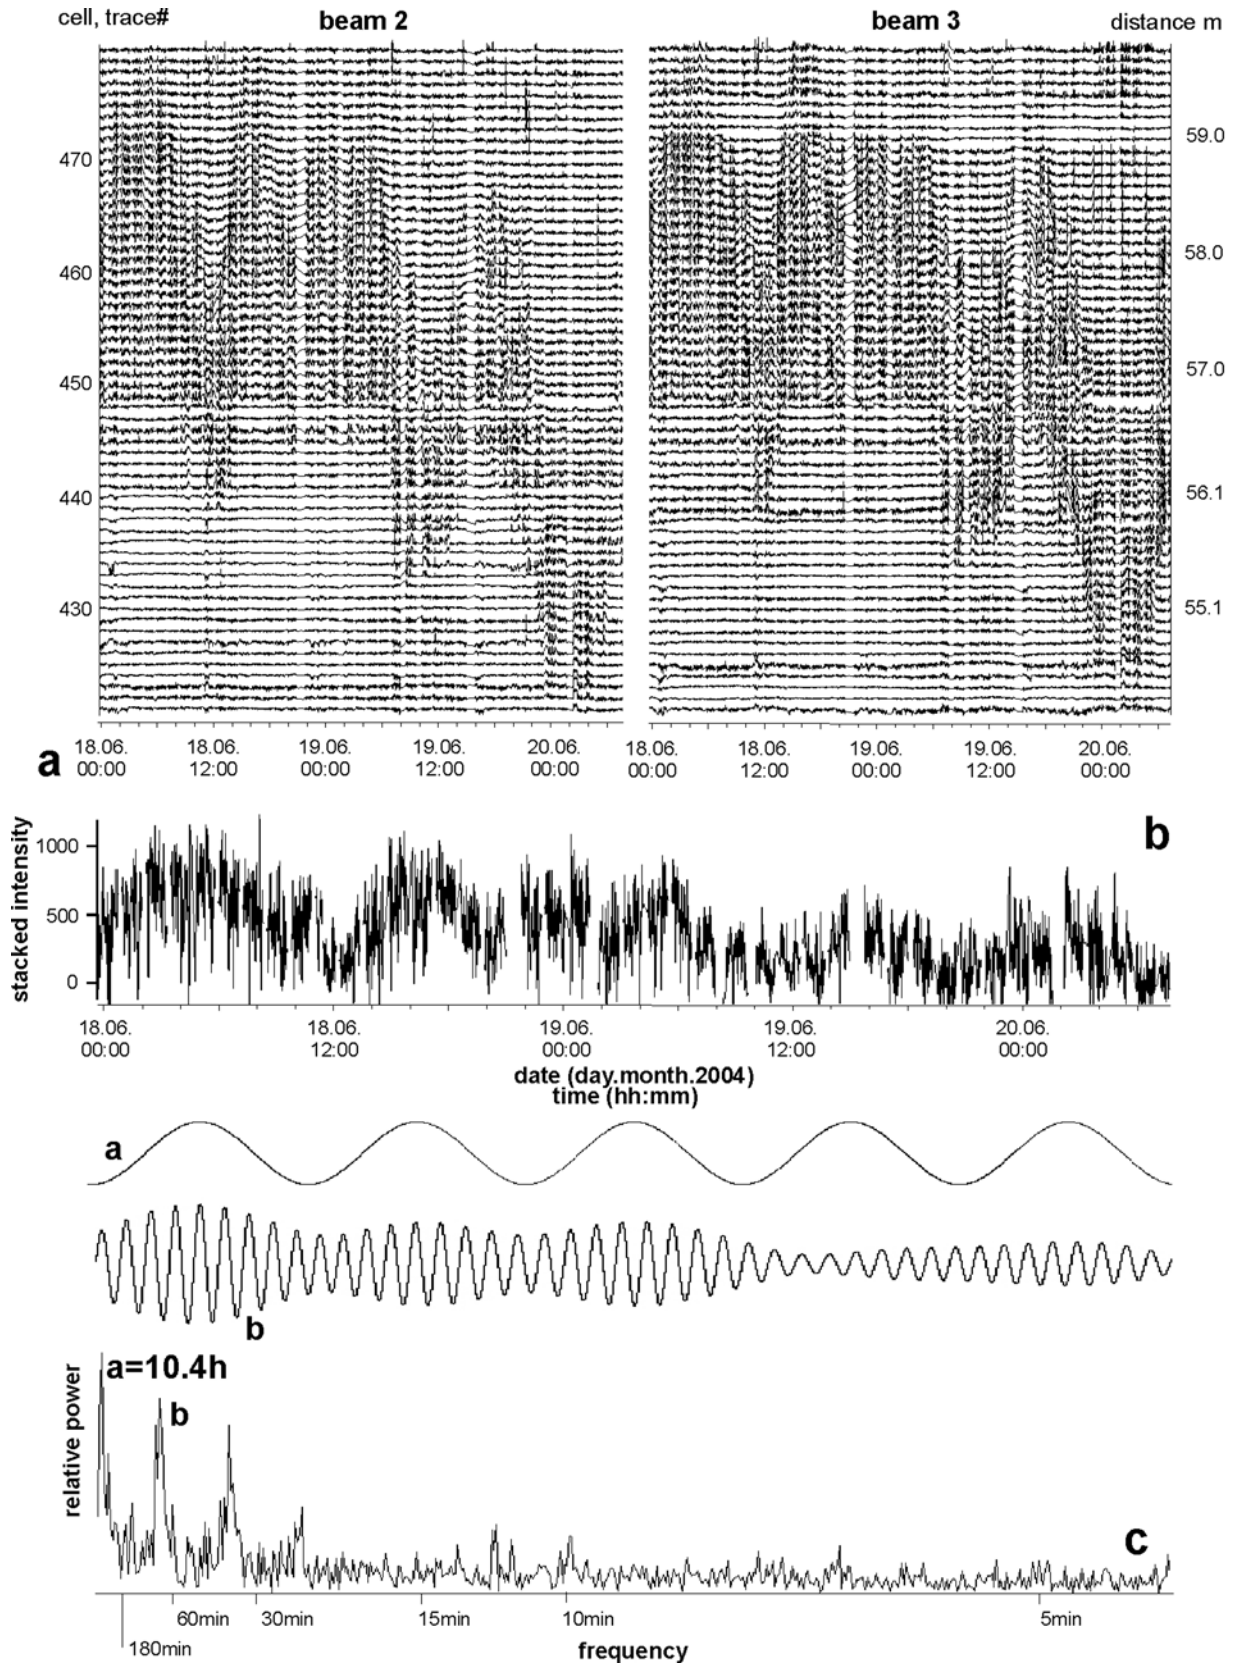 cell, trace# beam 2 beam 3 distance m
59.0
470
58.0
460
57.0
450
440 56.1
430 55.1
a
18.06. 18.06. 19.06. 19.06. 20.06. 18.06. 18.06. 19.06. 19.06. 20.06.
00:00 12:00 00:00 12:00 00:00 00:00 12:00 00:00 12:00 00:00
b
stacked intensity
1000
500
0
18.06. 18.06. 19.06. 19.06. 20.06.
00:00 12:00 00:00 12:00 00:00
date (day.month.2004)
time (hh:mm)
a
b
a=10.4h
b
relative power
c
60min 30min 15min 10min 5min
180min
frequency